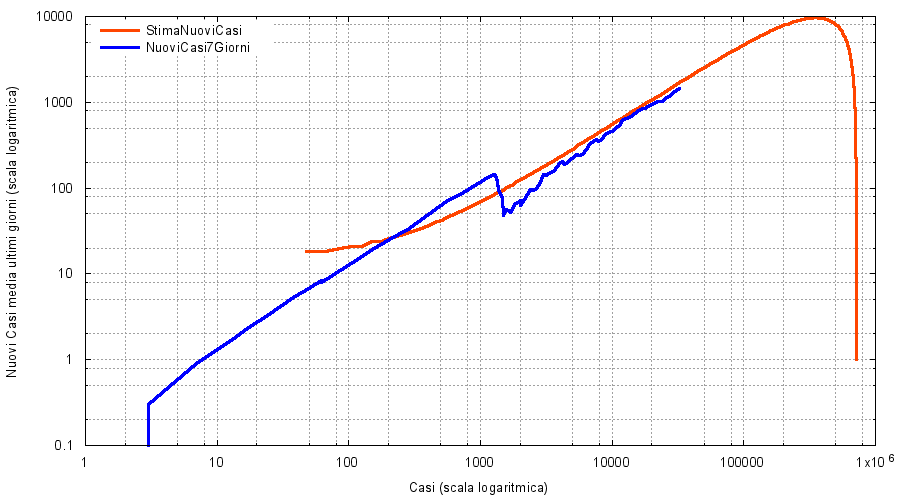 StimaNuoviCasi
NuoviCasi7Giorni
Nuovi Casi media ultimi giorni (scala logaritmica)
10000
1000
100
10
1
0.1
1
10
100
1000
10000
100000
1x10 6
Casi (scala logaritmica)